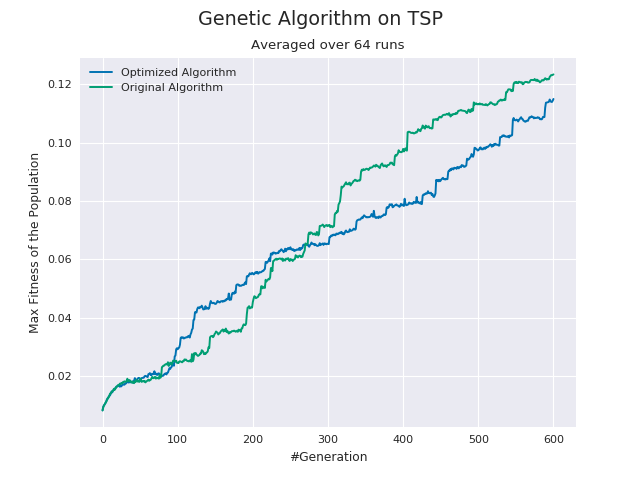 Genetic Algorithm on TSP
Averaged over 64 runs
Optimized Algorithm
Original Algorithm
Max Fitness of the Population
0.12
0.10
0.08
0.06
0.04
0.02
0 100 200 300 400 500 600
#Generation